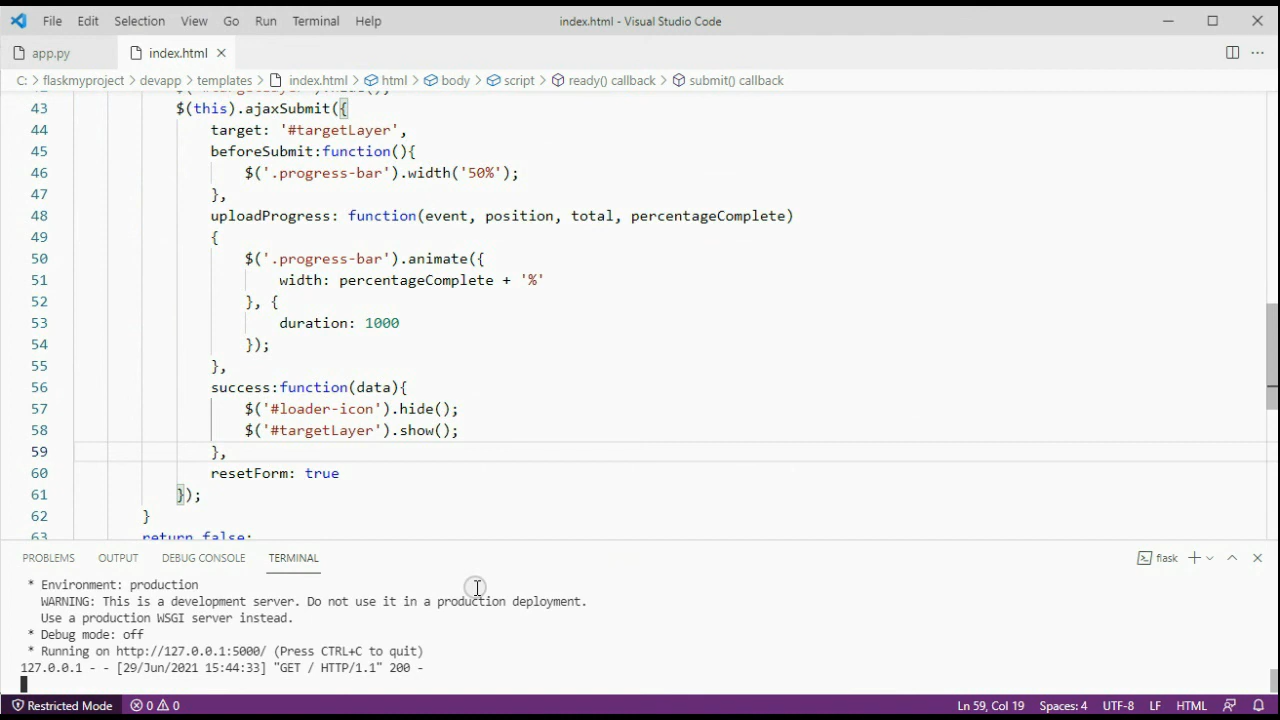 File Edit Selection View Go Run Terminal Help index.html - Visual Studio Code
app.py index.html
C: > flaskmyproject > devapp > templates > index.html > html > body > script > ready() callback > submit() callback
43 $(this).ajaxSubmit({
44 target: '#targetLayer',
45 beforeSubmit:function(){
46 $('.progress-bar').width('50%');
47 },
48 uploadProgress: function(event, position, total, percentageComplete)
49 {
50 $('.progress-bar').animate({
51 width: percentageComplete + '%'
52 }, {
53 duration: 1000
54 });
55 },
56 success:function(data){
57 $('#loader-icon').hide();
58 $('#targetLayer').show();
59 },
60 resetForm: true
61 });
62 }
63 return false;
PROBLEMS OUTPUT DEBUG CONSOLE TERMINAL flask
* Environment: production
WARNING: This is a development server. Do not use it in a production deployment.
Use a production WSGI server instead.
* Debug mode: off
* Running on http://127.0.0.1:5000/ (Press CTRL+C to quit)
127.0.0.1 - - [29/Jun/2021 15:44:33] "GET / HTTP/1.1" 200 -
Restricted Mode 0 0 Ln 59, Col 19 Spaces: 4 UTF-8 LF HTML